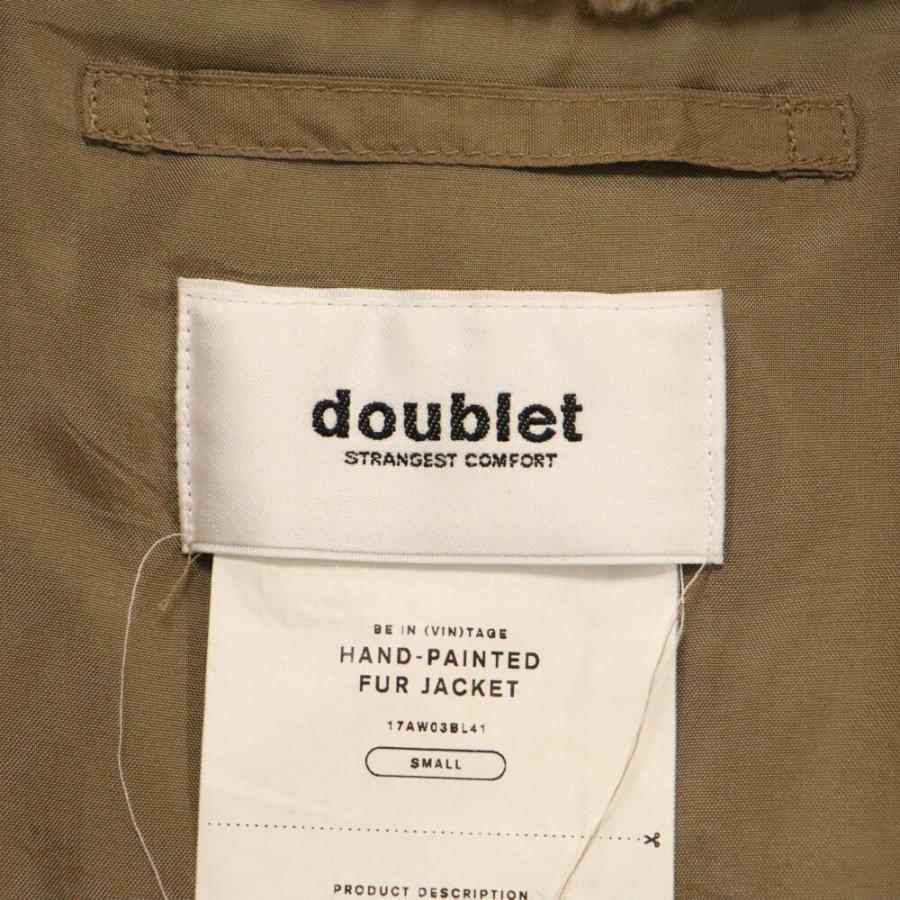 doublet
STRANGEST COMFORT
BE IN (VIN)TAGE
HAND-PAINTED
FUR JACKET
17AW03BL41
SMALL
PRODUCT DESCRIPTION